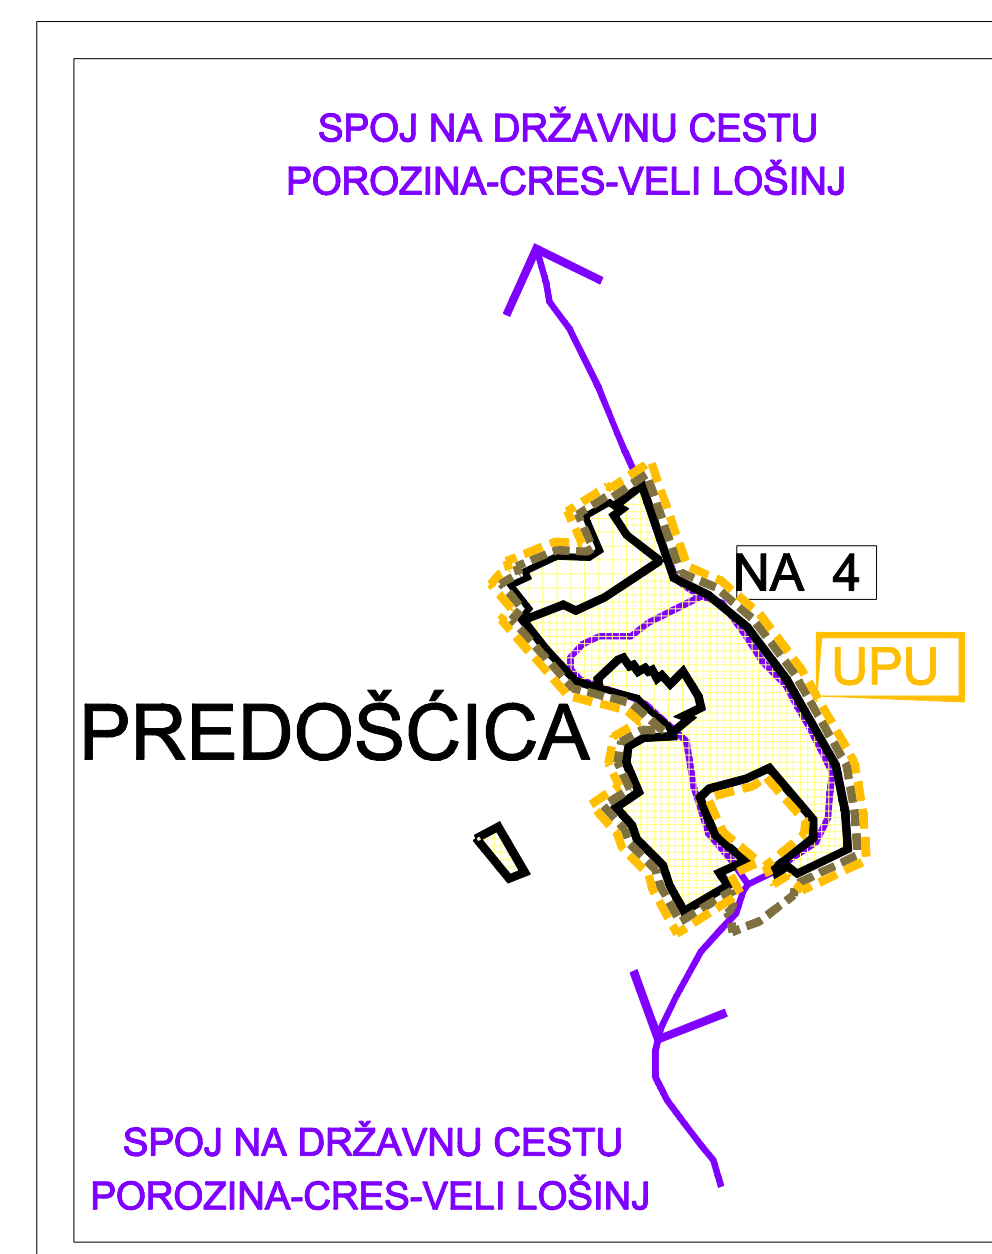 SPOJ NA DRŽAVNU CESTU
POROZINA-CRES-VELI LOŠINJ
NA 4
UPU
PREDOŠĆICA
SPOJ NA DRŽAVNU CESTU
POROZINA-CRES-VELI LOŠINJ